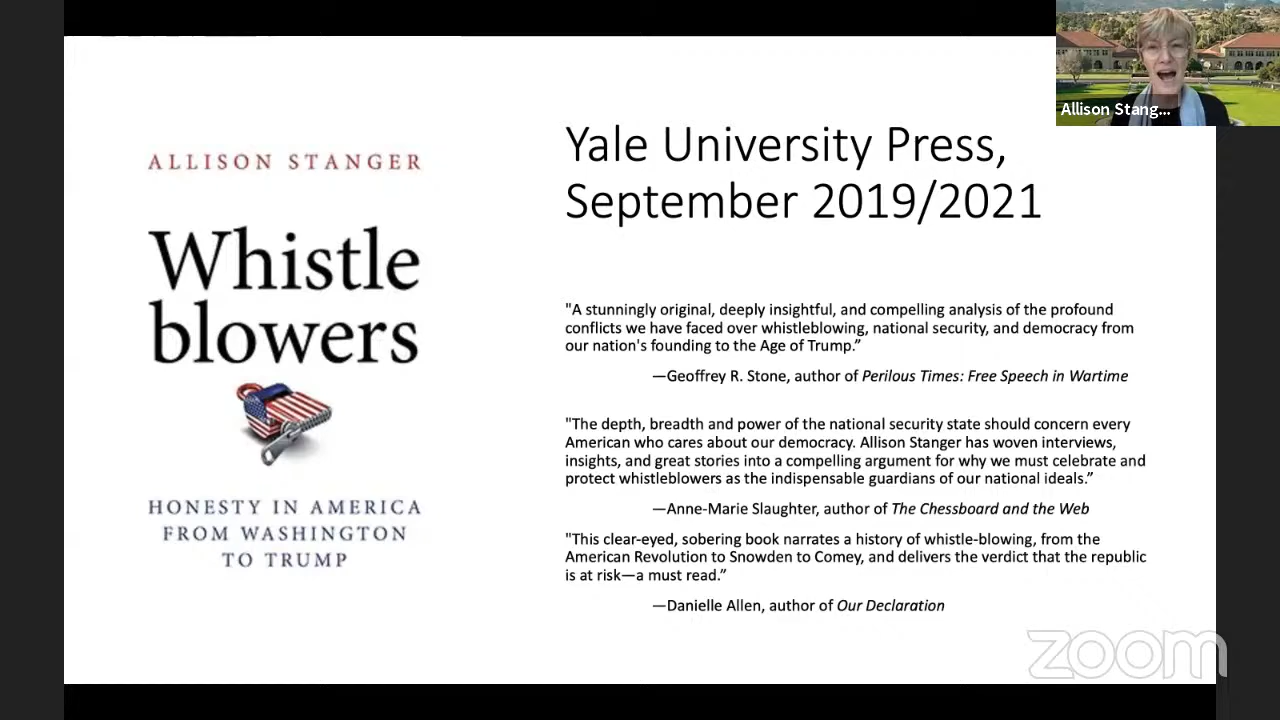 ALLISON STANGER
Whistle
blowers
HONESTY IN AMERICA
FROM WASHINGTON
TO TRUMP
Yale University Press,
September 2019/2021
"A stunningly original, deeply insightful, and compelling analysis of the profound
conflicts we have faced over whistleblowing, national security, and democracy from
our nation's founding to the Age of Trump.”
—Geoffrey R. Stone, author of Perilous Times: Free Speech in Wartime
"The depth, breadth and power of the national security state should concern every
American who cares about our democracy. Allison Stanger has woven interviews,
insights, and great stories into a compelling argument for why we must celebrate and
protect whistleblowers as the indispensable guardians of our national ideals.”
—Anne-Marie Slaughter, author of The Chessboard and the Web
"This clear-eyed, sobering book narrates a history of whistle-blowing, from the
American Revolution to Snowden to Comey, and delivers the verdict that the republic
is at risk—a must read.”
—Danielle Allen, author of Our Declaration
Allison Stang...
zoom